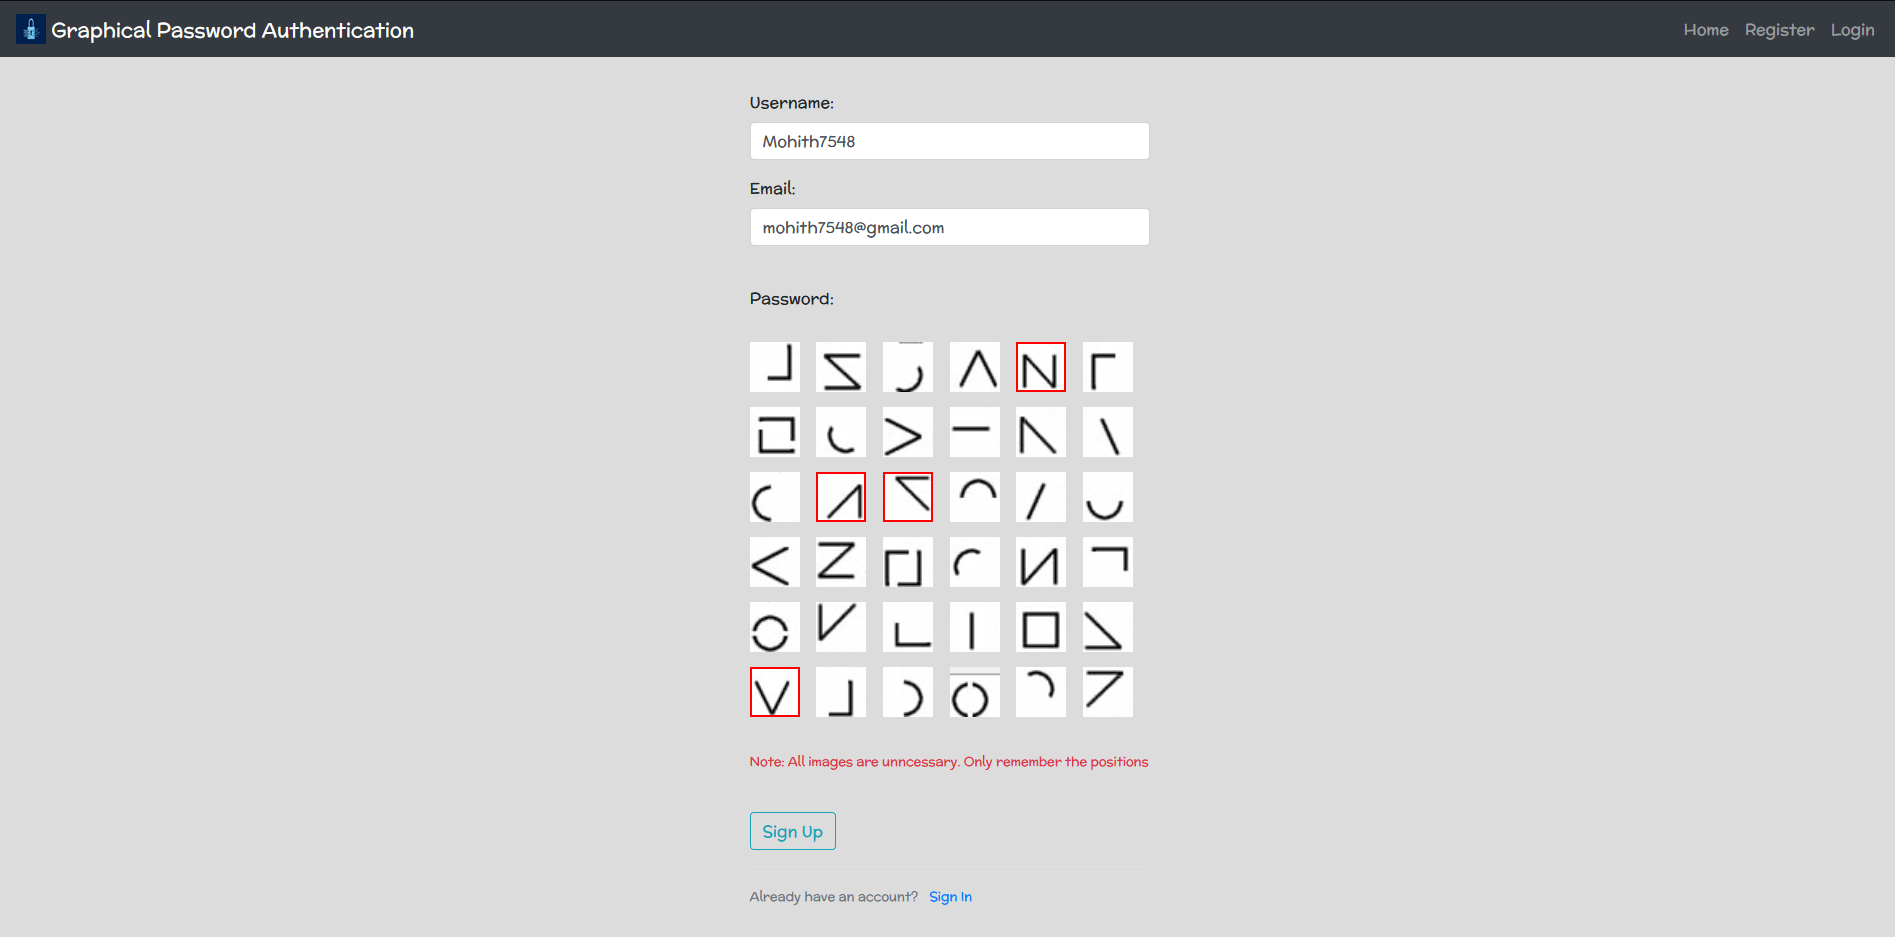 Graphical Password Authentication
Home Register Login
Username:
Mohith7548
Email:
mohith7548@gmail.com
Password:
Note: All images are unncessary. Only remember the positions
Sign Up
Already have an account? Sign In